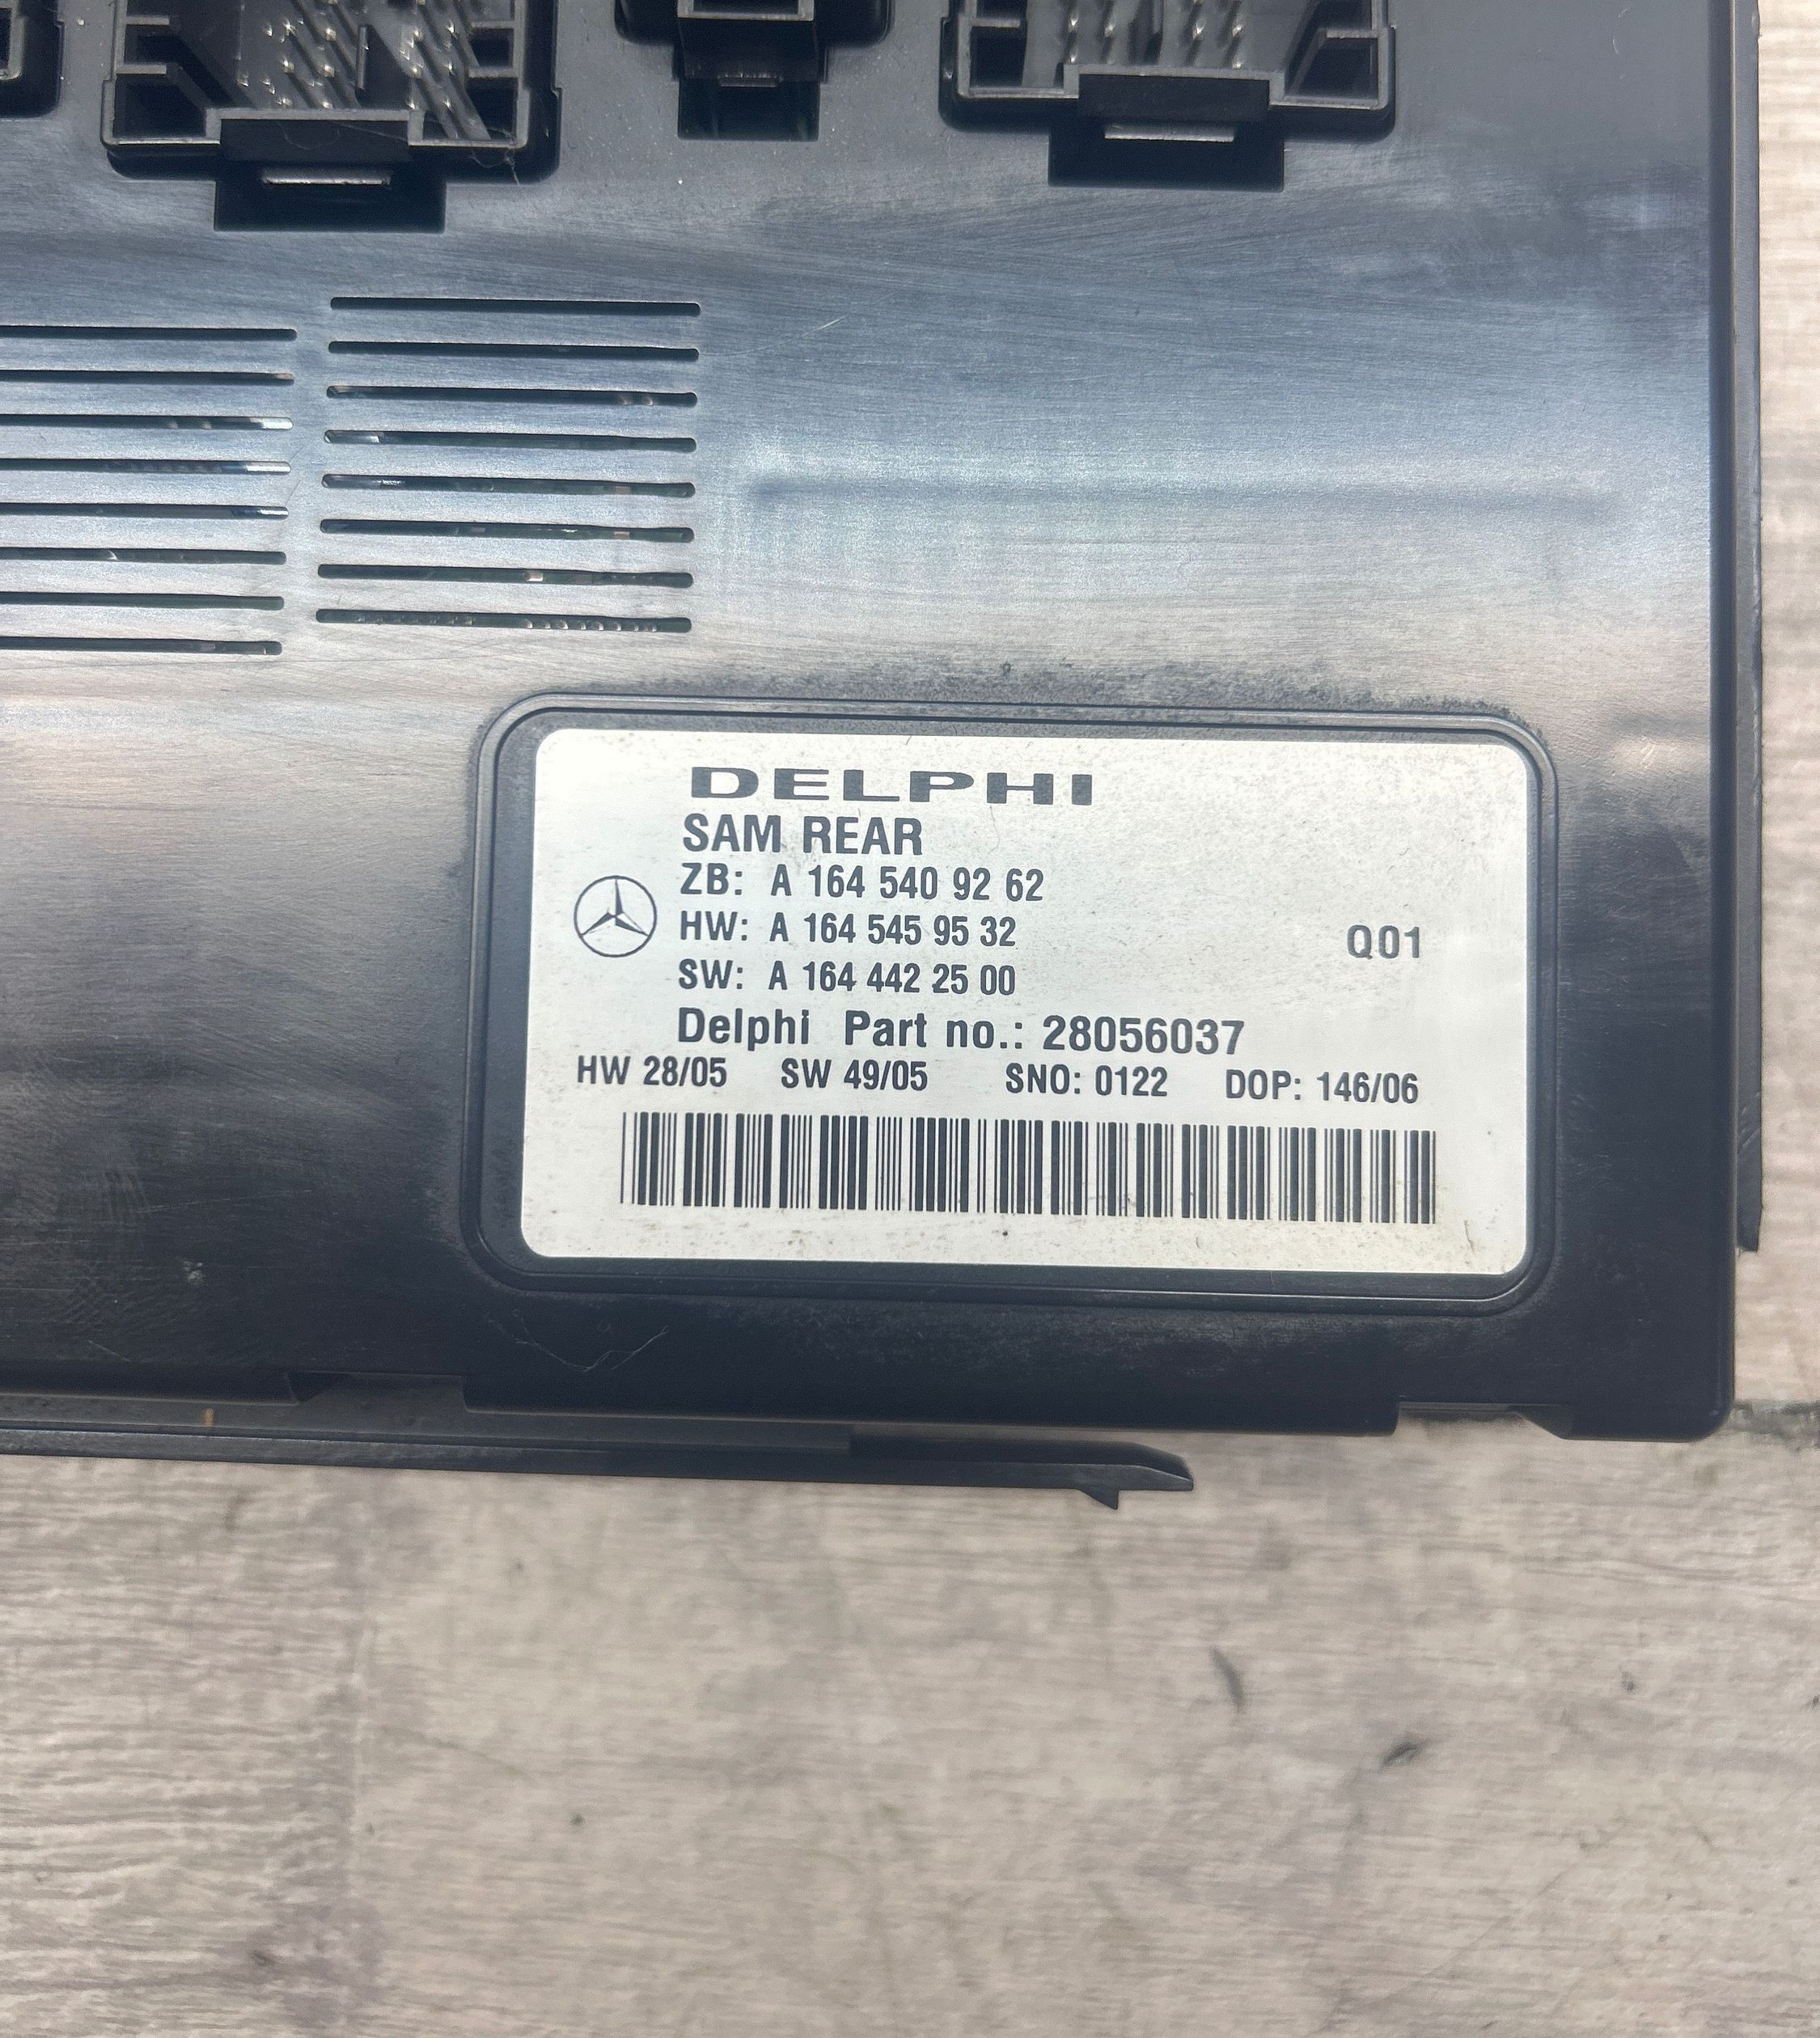 DELPHI
SAM REAR
ZB: A 164 540 92 62
HW: A 164 545 95 32
Q01
SW: A 164 442 25 00
Delphi Part no.: 28056037
HW 28/05 SW 49/05 SNO: 0122 DOP: 146/06